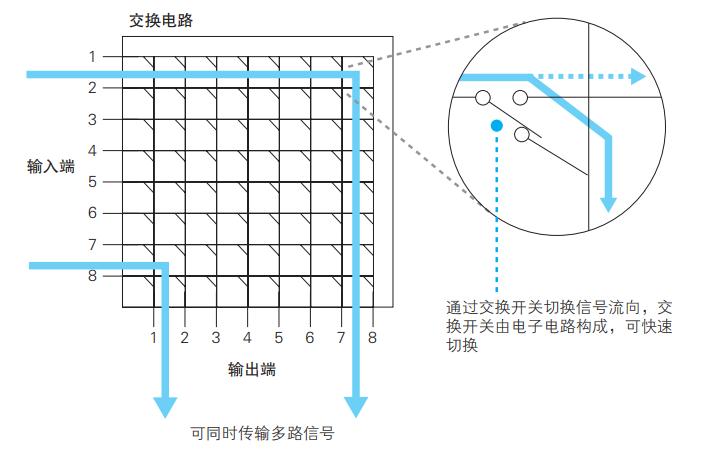 交换电路
1
2
3
4
输入端
5
6
7
8
1 2 3 4 5 6 7 8
输出端
可同时传输多路信号
通过交换开关切换信号流向，交
换开关由电子电路构成，可快速
切换